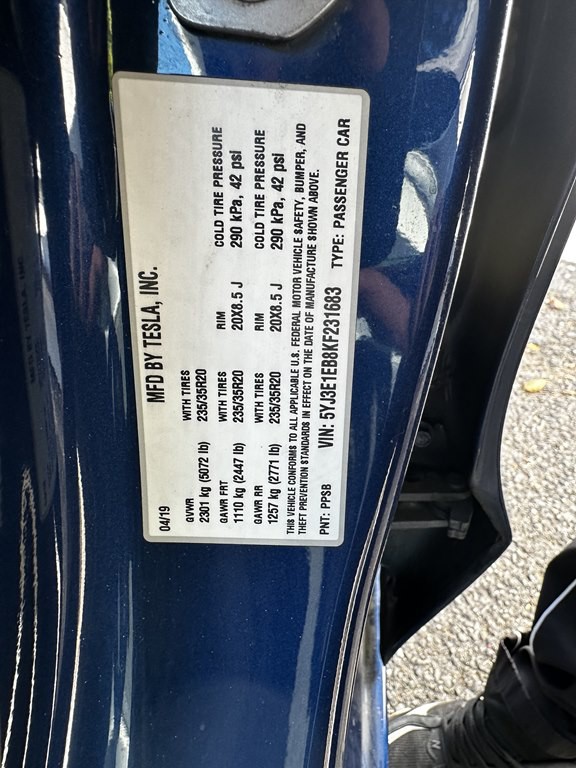 MFD BY TESLA, INC.
04/19
GVWR WITH TIRES RIM COLD TIRE PRESSURE
2301 kg (5072 lb) 235/35R20 20X8.5 J 290 kPa, 42 psi
GAWR FRT WITH TIRES RIM COLD TIRE PRESSURE
1110 kg (2447 lb) 235/35R20 20X8.5 J 290 kPa, 42 psi
GAWR RR WITH TIRES
1257 kg (2771 lb) 235/35R20
THIS VEHICLE CONFORMS TO ALL APPLICABLE U.S. FEDERAL MOTOR VEHICLE SAFETY, BUMPER, AND
THEFT PREVENTION STANDARDS IN EFFECT ON THE DATE OF MANUFACTURE SHOWN ABOVE.
PNT: PPSB VIN: 5YJ3E1EB8KF231683 TYPE: PASSENGER CAR
N